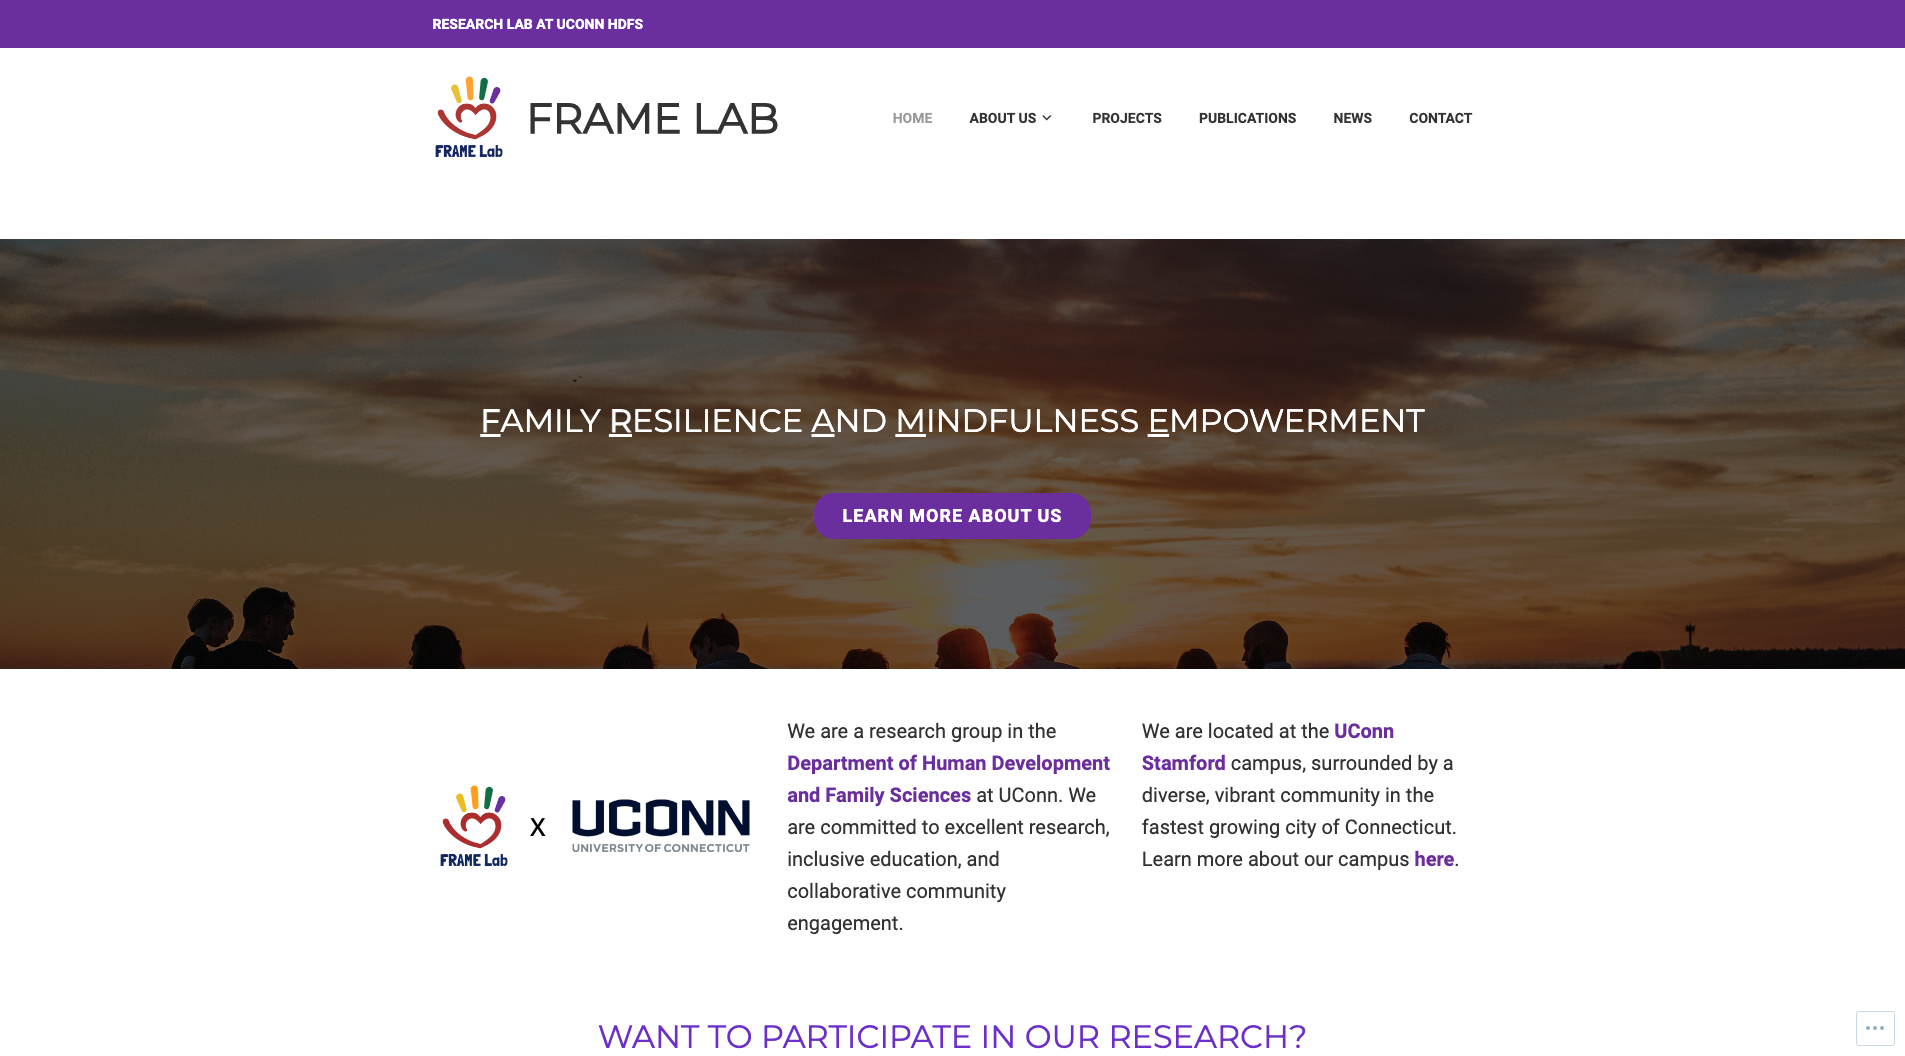 RESEARCH LAB AT UCONN HDFS
FRAME Lab
FRAME LAB
HOME
ABOUT US
PROJECTS
PUBLICATIONS
NEWS
CONTACT
FAMILY RESILIENCE AND MINDFULNESS EMPOWERMENT
LEARN MORE ABOUT US
FRAME Lab
X
UCONN
UNIVERSITY OF CONNECTICUT
We are a research group in the
Department of Human Development
and Family Sciences at UConn. We
are committed to excellent research,
inclusive education, and
collaborative community
engagement.
We are located at the UConn
Stamford campus, surrounded by a
diverse, vibrant community in the
fastest growing city of Connecticut.
Learn more about our campus here.
WANT TO PARTICIPATE IN OUR RESEARCH?